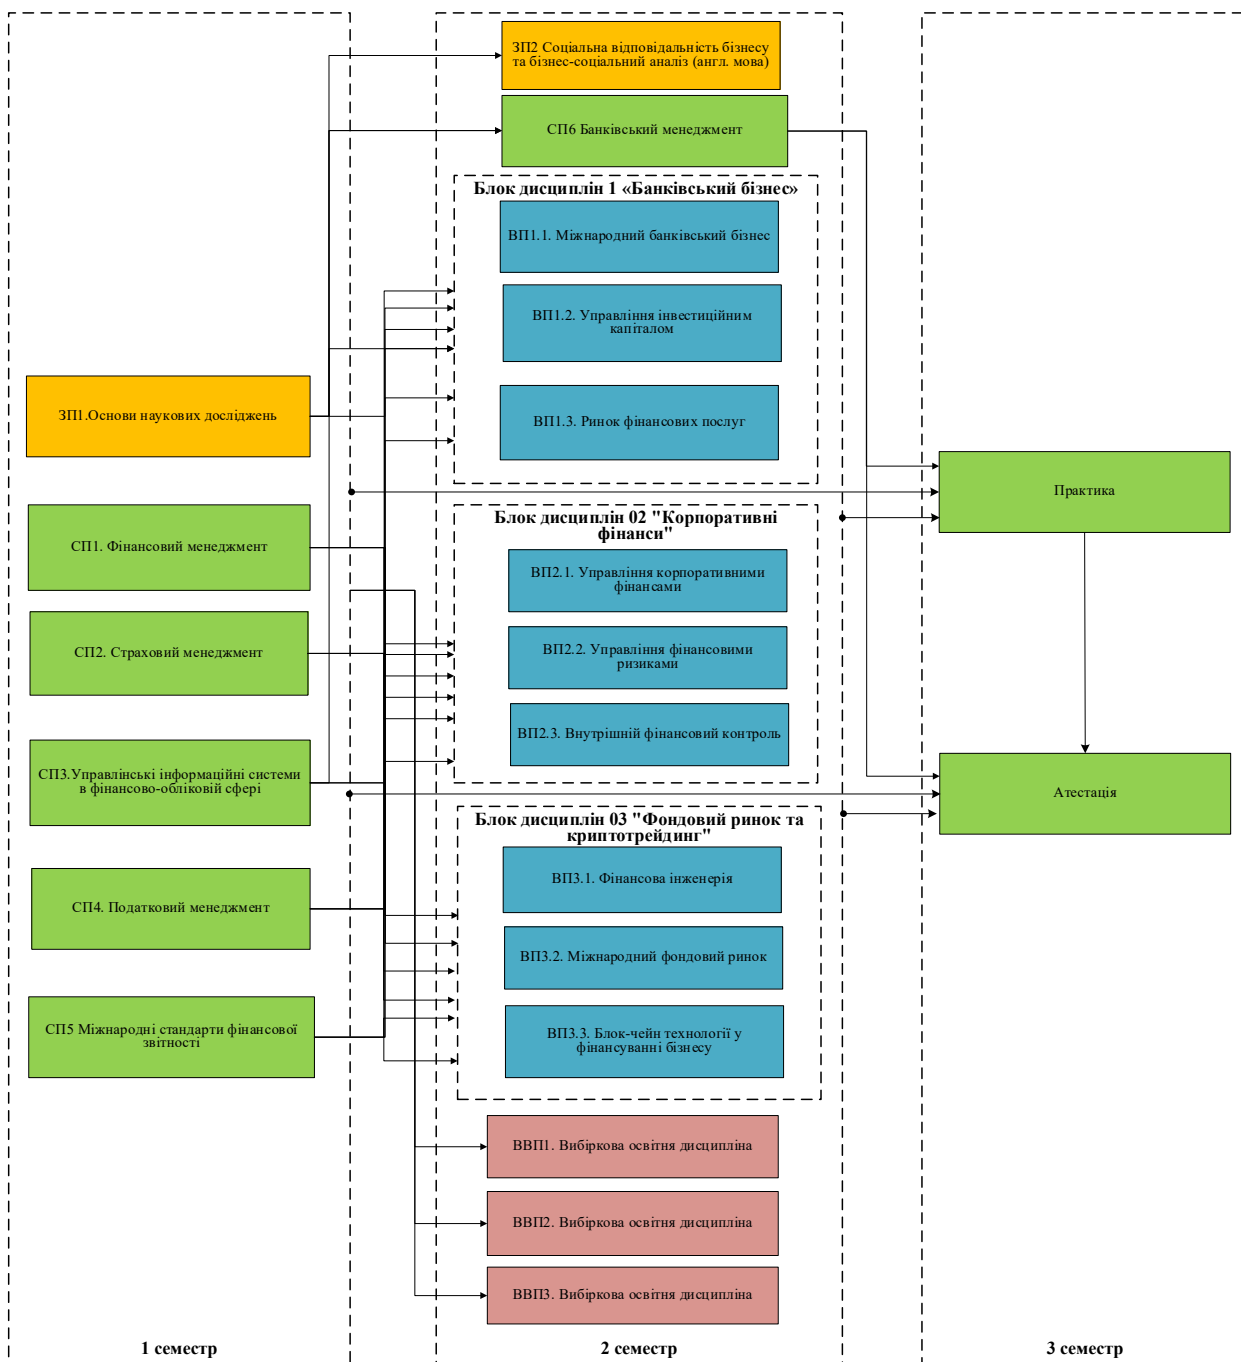 ЗП1.Основи наукових досліджень
СП1. Фінансовий менеджмент
СП2. Страховий менеджмент
СП3.Управлінські інформаційні системи
в фінансово-обліковій сфері
СП4. Податковий менеджмент
СП5 Міжнародні стандарти фінансової
звітності
1 семестр
ЗП2 Соціальна відповідальність бізнесу
та бізнес-соціальний аналіз (англ. мова)
СП6 Банківський менеджмент
Блок дисциплін 1 «Банківський бізнес»
ВП1.1. Міжнародний банківський бізнес
ВП1.2. Управління інвестиційним
капіталом
ВП1.3. Ринок фінансових послуг
Блок дисциплін 02 "Корпоративні
фінанси"
ВП2.1. Управління корпоративними
фінансами
ВП2.2. Управління фінансовими
ризиками
ВП2.3. Внутрішній фінансовий контроль
Блок дисциплін 03 "Фондовий ринок та
криптотрейдинг"
ВП3.1. Фінансова інженерія
ВП3.2. Міжнародний фондовий ринок
ВП3.3. Блок-чейн технології у
фінансуванні бізнесу
ВВП1. Вибіркова освітня дисципліна
ВВП2. Вибіркова освітня дисципліна
ВВП3. Вибіркова освітня дисципліна
2 семестр
Практика
Атестація
3 семестр